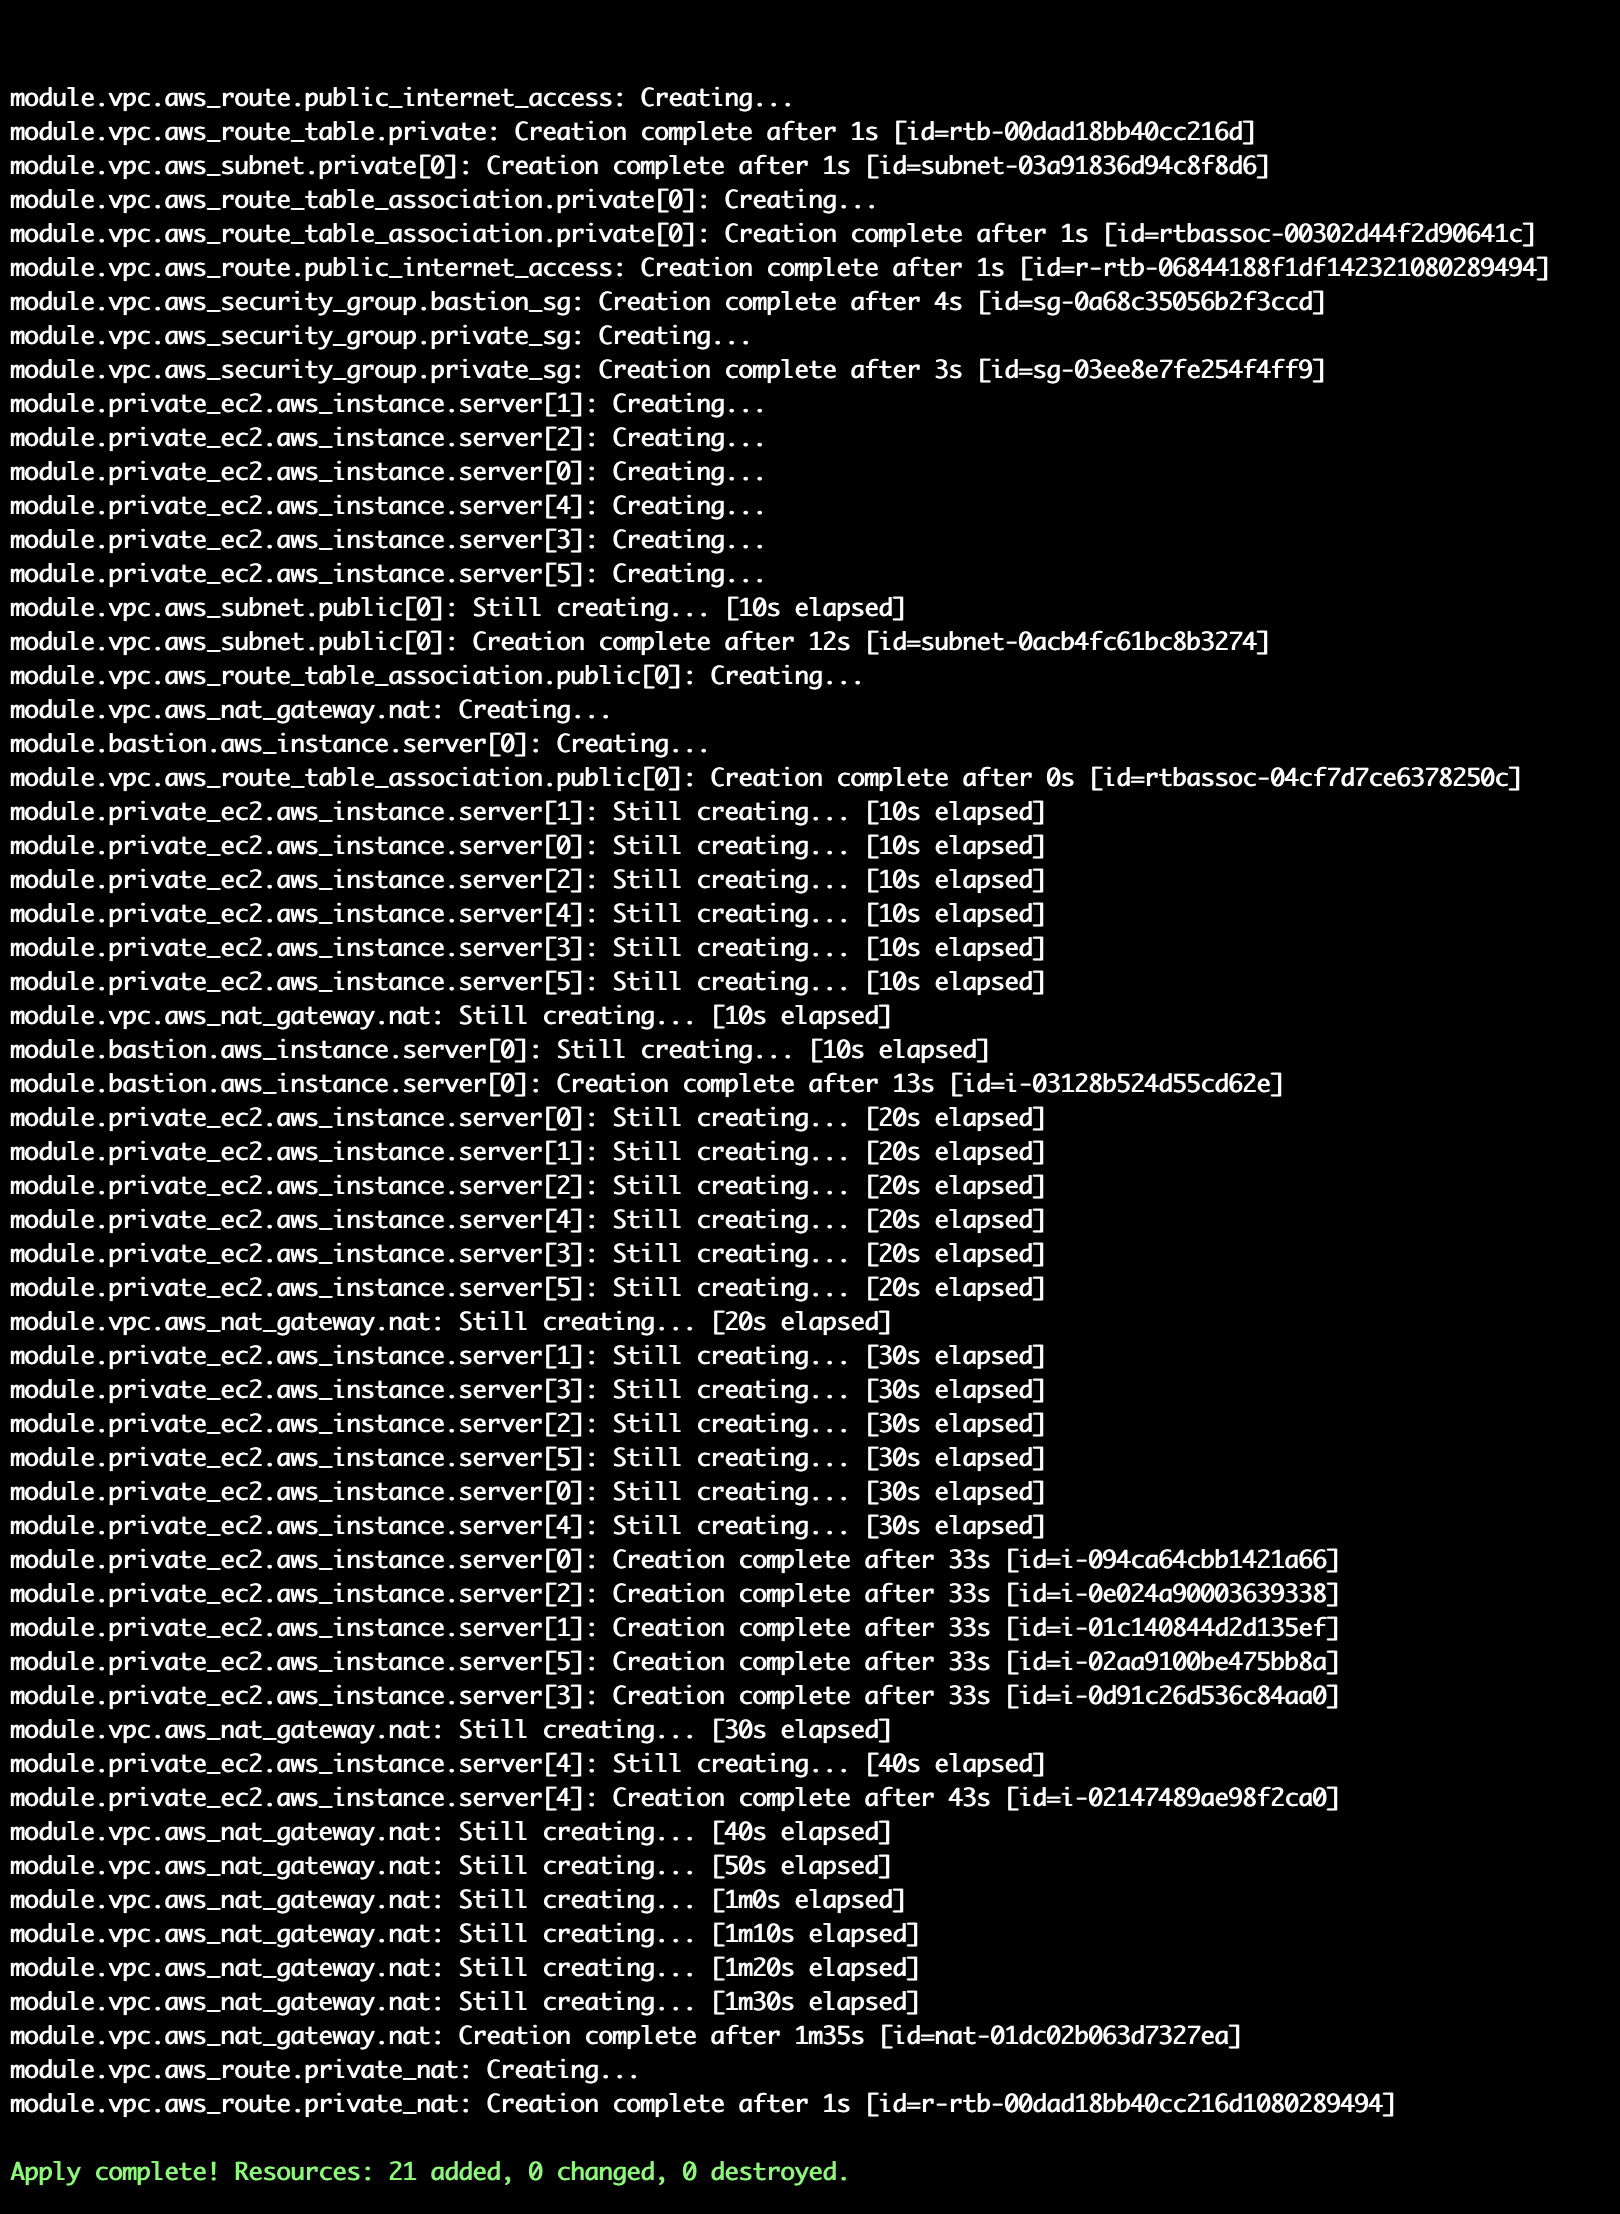 module.vpc.aws_route.public_internet_access: Creating...
module.vpc.aws_route_table.private: Creation complete after 1s [id=rtb-00dad18bb40cc216d]
module.vpc.aws_subnet.private[0]: Creation complete after 1s [id=subnet-03a91836d94c8f8d6]
module.vpc.aws_route_table_association.private[0]: Creating...
module.vpc.aws_route_table_association.private[0]: Creation complete after 1s [id=rtbassoc-00302d44f2d90641c]
module.vpc.aws_route.public_internet_access: Creation complete after 1s [id=r-rtb-06844188f1df142321080289494]
module.vpc.aws_security_group.bastion_sg: Creation complete after 4s [id=sg-0a68c35056b2f3ccd]
module.vpc.aws_security_group.private_sg: Creating...
module.vpc.aws_security_group.private_sg: Creation complete after 3s [id=sg-03ee8e7fe254f4ff9]
module.private_ec2.aws_instance.server[1]: Creating...
module.private_ec2.aws_instance.server[2]: Creating...
module.private_ec2.aws_instance.server[0]: Creating...
module.private_ec2.aws_instance.server[4]: Creating...
module.private_ec2.aws_instance.server[3]: Creating...
module.private_ec2.aws_instance.server[5]: Creating...
module.vpc.aws_subnet.public[0]: Still creating... [10s elapsed]
module.vpc.aws_subnet.public[0]: Creation complete after 12s [id=subnet-0acb4fc61bc8b3274]
module.vpc.aws_route_table_association.public[0]: Creating...
module.vpc.aws_nat_gateway.nat: Creating...
module.bastion.aws_instance.server[0]: Creating...
module.vpc.aws_route_table_association.public[0]: Creation complete after 0s [id=rtbassoc-04cf7d7ce6378250c]
module.private_ec2.aws_instance.server[1]: Still creating... [10s elapsed]
module.private_ec2.aws_instance.server[0]: Still creating... [10s elapsed]
module.private_ec2.aws_instance.server[2]: Still creating... [10s elapsed]
module.private_ec2.aws_instance.server[4]: Still creating... [10s elapsed]
module.private_ec2.aws_instance.server[3]: Still creating... [10s elapsed]
module.private_ec2.aws_instance.server[5]: Still creating... [10s elapsed]
module.vpc.aws_nat_gateway.nat: Still creating... [10s elapsed]
module.bastion.aws_instance.server[0]: Still creating... [10s elapsed]
module.bastion.aws_instance.server[0]: Creation complete after 13s [id=i-03128b524d55cd62e]
module.private_ec2.aws_instance.server[0]: Still creating... [20s elapsed]
module.private_ec2.aws_instance.server[1]: Still creating... [20s elapsed]
module.private_ec2.aws_instance.server[2]: Still creating... [20s elapsed]
module.private_ec2.aws_instance.server[4]: Still creating... [20s elapsed]
module.private_ec2.aws_instance.server[3]: Still creating... [20s elapsed]
module.private_ec2.aws_instance.server[5]: Still creating... [20s elapsed]
module.vpc.aws_nat_gateway.nat: Still creating... [20s elapsed]
module.private_ec2.aws_instance.server[1]: Still creating... [30s elapsed]
module.private_ec2.aws_instance.server[3]: Still creating... [30s elapsed]
module.private_ec2.aws_instance.server[2]: Still creating... [30s elapsed]
module.private_ec2.aws_instance.server[5]: Still creating... [30s elapsed]
module.private_ec2.aws_instance.server[0]: Still creating... [30s elapsed]
module.private_ec2.aws_instance.server[4]: Still creating... [30s elapsed]
module.private_ec2.aws_instance.server[0]: Creation complete after 33s [id=i-094ca64cbb1421a66]
module.private_ec2.aws_instance.server[2]: Creation complete after 33s [id=i-0e024a90003639338]
module.private_ec2.aws_instance.server[1]: Creation complete after 33s [id=i-01c140844d2d135ef]
module.private_ec2.aws_instance.server[5]: Creation complete after 33s [id=i-02aa9100be475bb8a]
module.private_ec2.aws_instance.server[3]: Creation complete after 33s [id=i-0d91c26d536c84aa0]
module.vpc.aws_nat_gateway.nat: Still creating... [30s elapsed]
module.private_ec2.aws_instance.server[4]: Still creating... [40s elapsed]
module.private_ec2.aws_instance.server[4]: Creation complete after 43s [id=i-02147489ae98f2ca0]
module.vpc.aws_nat_gateway.nat: Still creating... [40s elapsed]
module.vpc.aws_nat_gateway.nat: Still creating... [50s elapsed]
module.vpc.aws_nat_gateway.nat: Still creating... [1m0s elapsed]
module.vpc.aws_nat_gateway.nat: Still creating... [1m10s elapsed]
module.vpc.aws_nat_gateway.nat: Still creating... [1m20s elapsed]
module.vpc.aws_nat_gateway.nat: Still creating... [1m30s elapsed]
module.vpc.aws_nat_gateway.nat: Creation complete after 1m35s [id=nat-01dc02b063d7327ea]
module.vpc.aws_route.private_nat: Creating...
module.vpc.aws_route.private_nat: Creation complete after 1s [id=r-rtb-00dad18bb40cc216d1080289494]
Apply complete! Resources: 21 added, 0 changed, 0 destroyed.